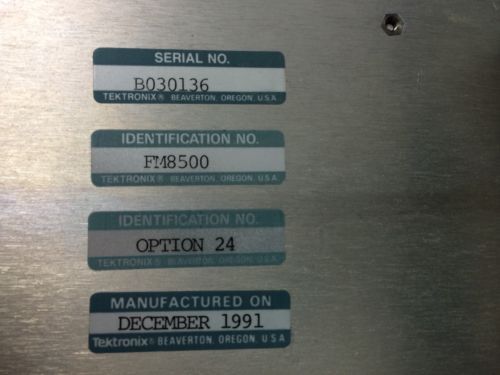 SERIAL NO.
B030136
TEKTRONIX® BEAVERTON, OREGON, U.S.A.
IDENTIFICATION NO.
FM8500
TEKTRONIX® BEAVERTON, OREGON, U.S.A.
IDENTIFICATION NO.
OPTION 24
TEKTRONIX® BEAVERTON, OREGON, U.S.A.
MANUFACTURED ON
DECEMBER 1991
Tektronix® BEAVERTON, OREGON, U.S.A